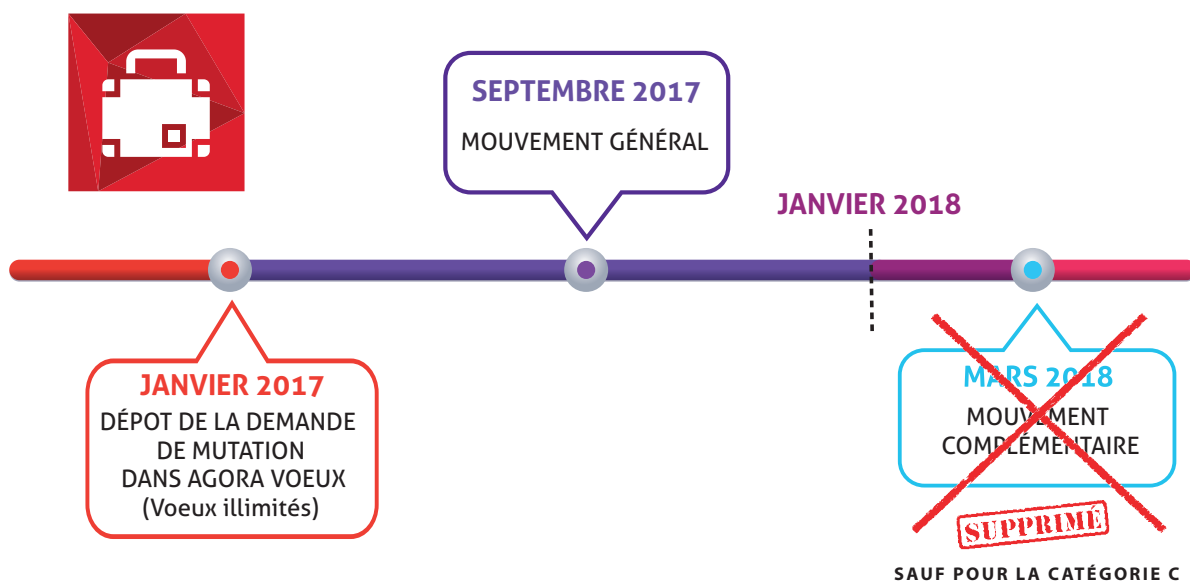 SEPTEMBRE 2017
MOUVEMENT GÉNÉRAL
JANVIER 2018
JANVIER 2017
DÉPOT DE LA DEMANDE
DE MUTATION
DANS AGORA VOEUX
(Voeux illimités)
MARS 2018
MOUVEMENT
COMPLÉMENTAIRE
SUPPRIMÉ
SAUF POUR LA CATÉGORIE C